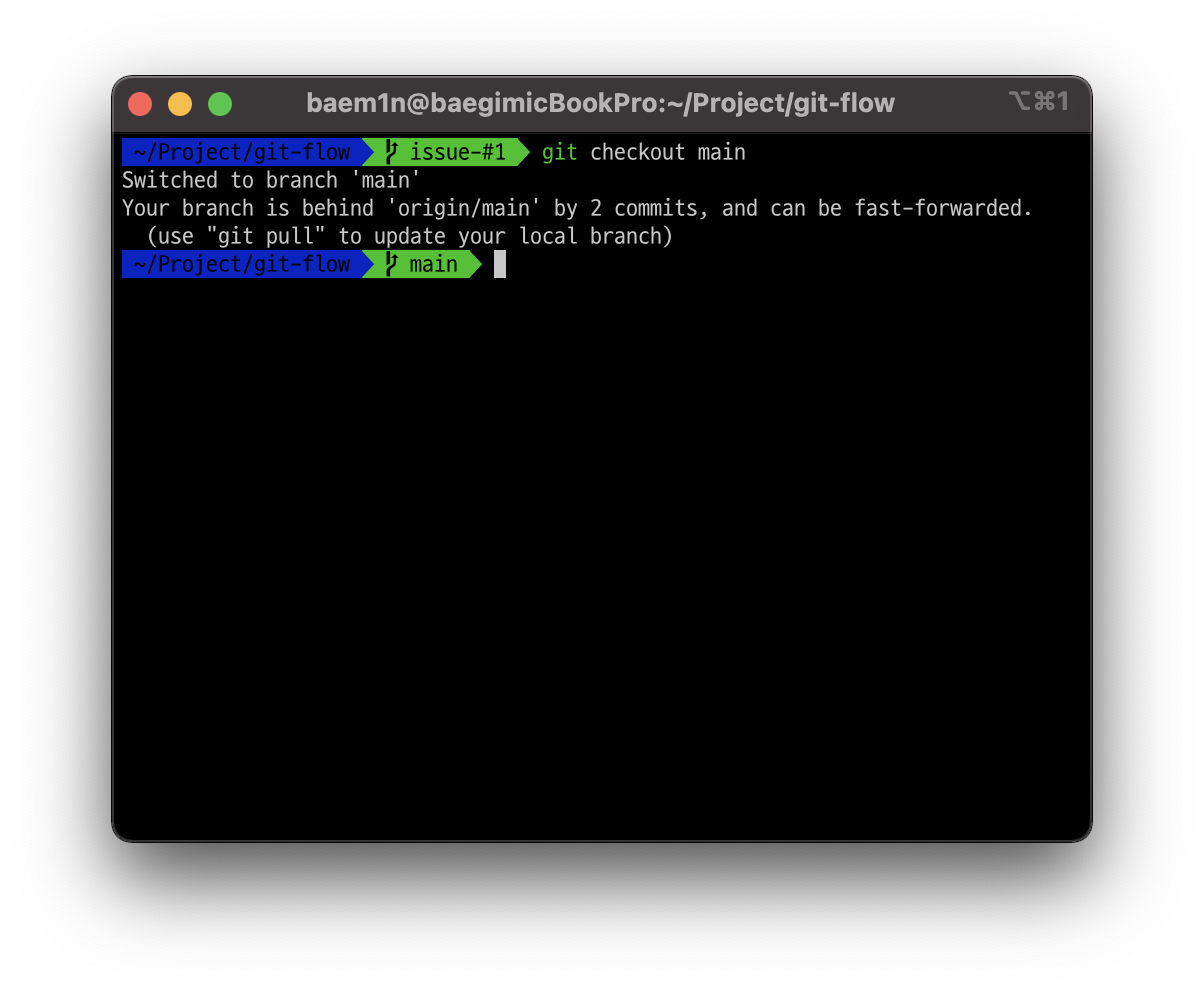 baem1n@baegimicBookPro:~/Project/git-flow ⌥⌘1
~/Project/git-flow issue-#1 git checkout main
Switched to branch 'main'
Your branch is behind 'origin/main' by 2 commits, and can be fast-forwarded.
  (use "git pull" to update your local branch)
~/Project/git-flow main